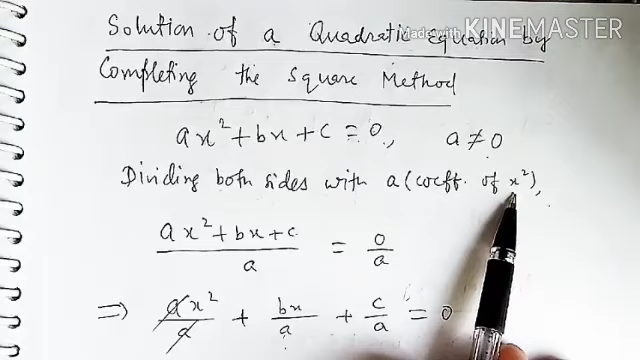 Solution of a Quadratic Equation by
Made with KINEMASTER
Completing the Square Method
ax² + bx + c = 0, a ≠ 0
Dividing both sides with a (coefft. of x²),
ax² + bx + c / a = 0 / a
⇒ ax² / a + bx / a + c / a = 0